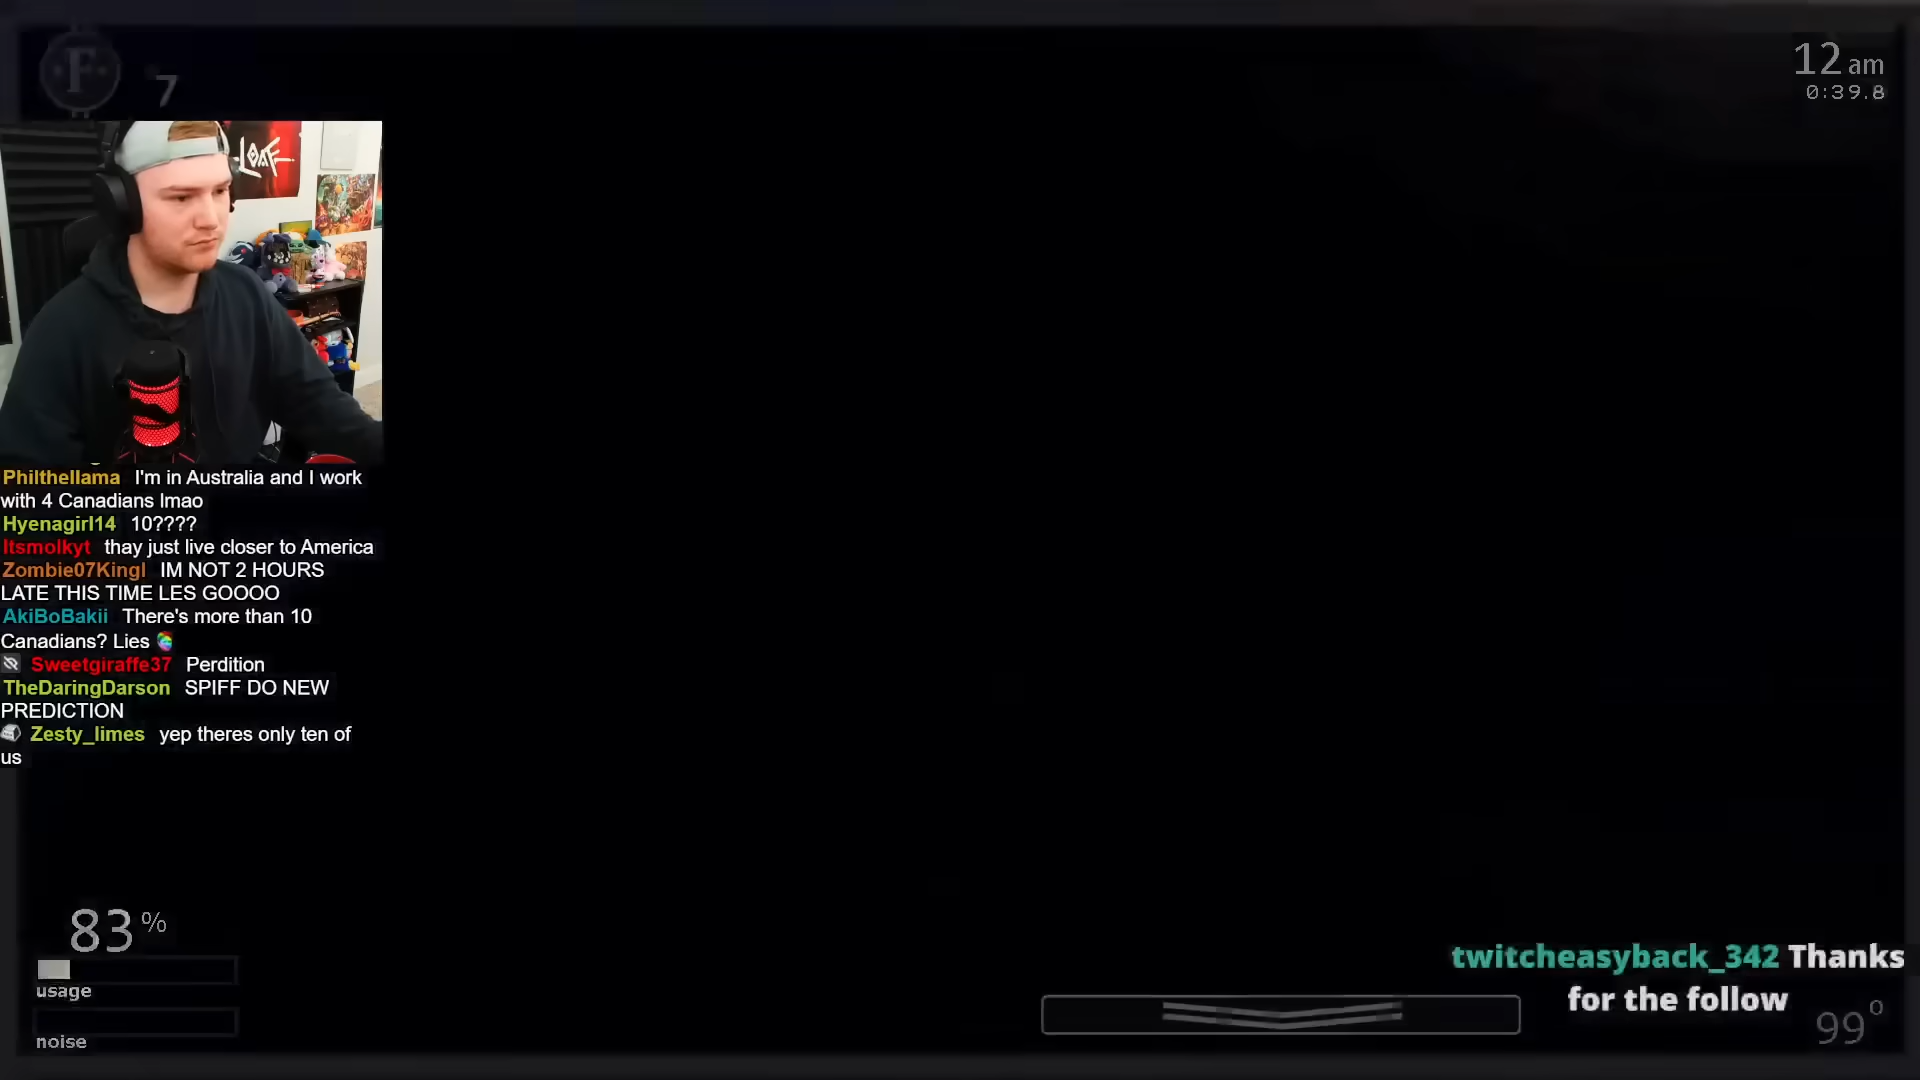 F
7
12 am
0:39.8
LOAF
Philthellama I'm in Australia and I work
with 4 Canadians lmao
Hyenagirl14 10????
Itsmolkyt thay just live closer to America
Zombie07KingI IM NOT 2 HOURS
LATE THIS TIME LES GOOOO
AkiBoBakii There's more than 10
Canadians? Lies
Sweetgiraffe37 Perdition
TheDaringDarson SPIFF DO NEW
PREDICTION
Zesty_limes yep theres only ten of
us
83%
usage
noise
twitcheasyback_342 Thanks
for the follow
99°